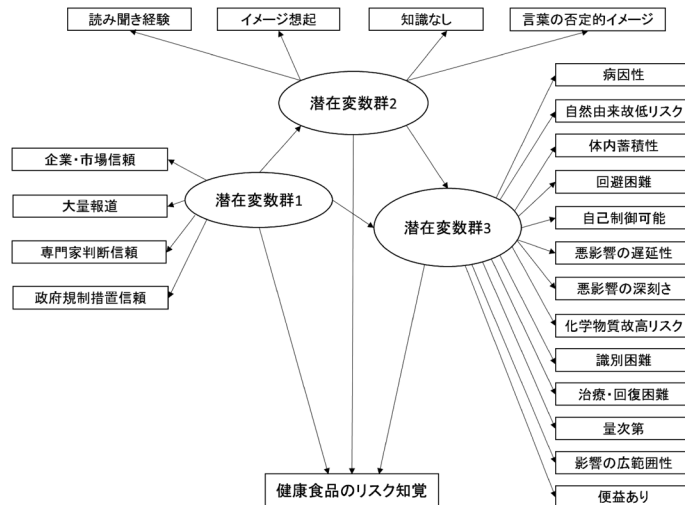 読み聞き経験
イメージ想起
知識なし
言葉の否定的イメージ
潜在変数群2
企業・市場信頼
大量報道
専門家判断信頼
政府規制措置信頼
潜在変数群1
潜在変数群3
病因性
自然由来故低リスク
体内蓄積性
回避困難
自己制御可能
悪影響の遅延性
悪影響の深刻さ
化学物質故高リスク
識別困難
治療・回復困難
量次第
影響の広範囲性
便益あり
健康食品のリスク知覚